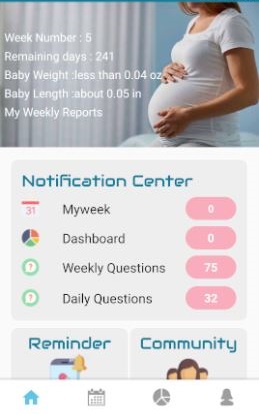 Week Number : 5
Remaining days : 241
Baby Weight :less than 0.04 oz
Baby Length :about 0.05 in
My Weekly Reports
Notification Center
31 Myweek 0
Dashboard 0
? Weekly Questions 75
? Daily Questions 32
Reminder Community